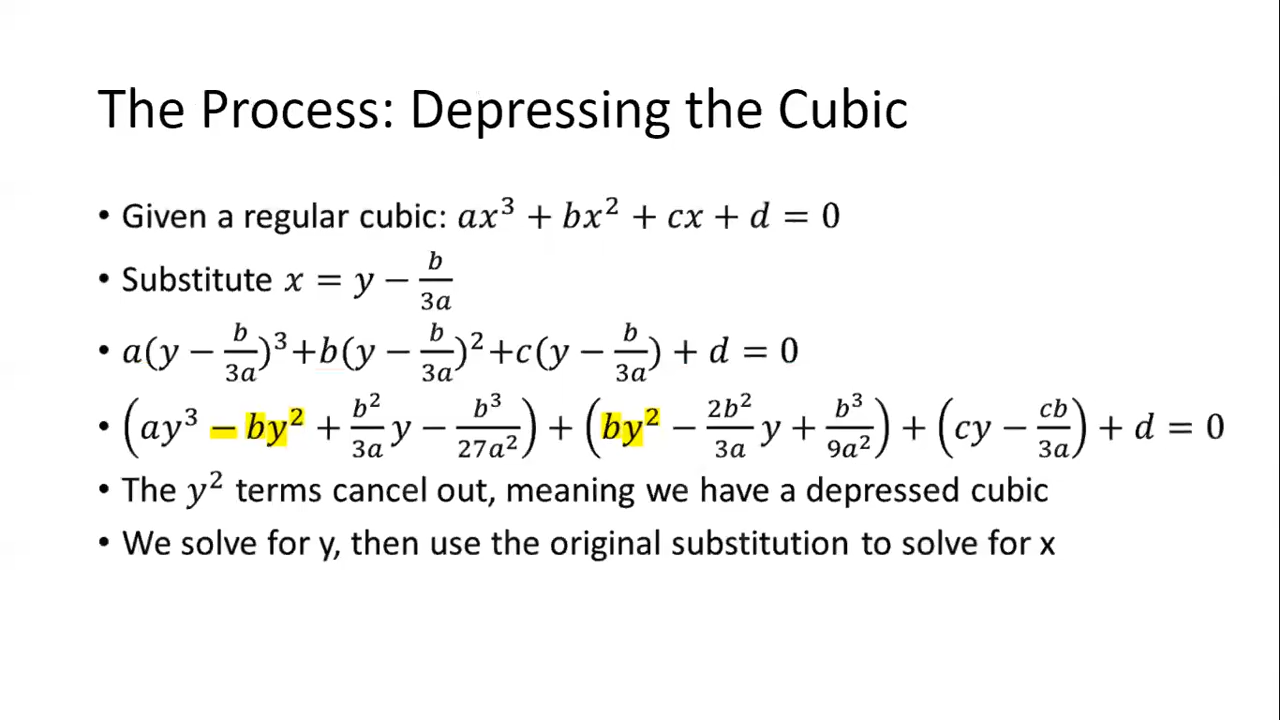 The Process: Depressing the Cubic
• Given a regular cubic: 𝑎𝑥³ + 𝑏𝑥² + 𝑐𝑥 + 𝑑 = 0
• Substitute 𝑥 = 𝑦 − 𝑏/3𝑎
• 𝑎(𝑦 − 𝑏/3𝑎)³+𝑏(𝑦 − 𝑏/3𝑎)²+𝑐(𝑦 − 𝑏/3𝑎) + 𝑑 = 0
• (𝑎𝑦³ − 𝑏𝑦² + 𝑏²/3𝑎 𝑦 − 𝑏³/27𝑎²) + (𝑏𝑦² − 2𝑏²/3𝑎 𝑦 + 𝑏³/9𝑎²) + (𝑐𝑦 − 𝑐𝑏/3𝑎) + 𝑑 = 0
• The 𝑦² terms cancel out, meaning we have a depressed cubic
• We solve for y, then use the original substitution to solve for x